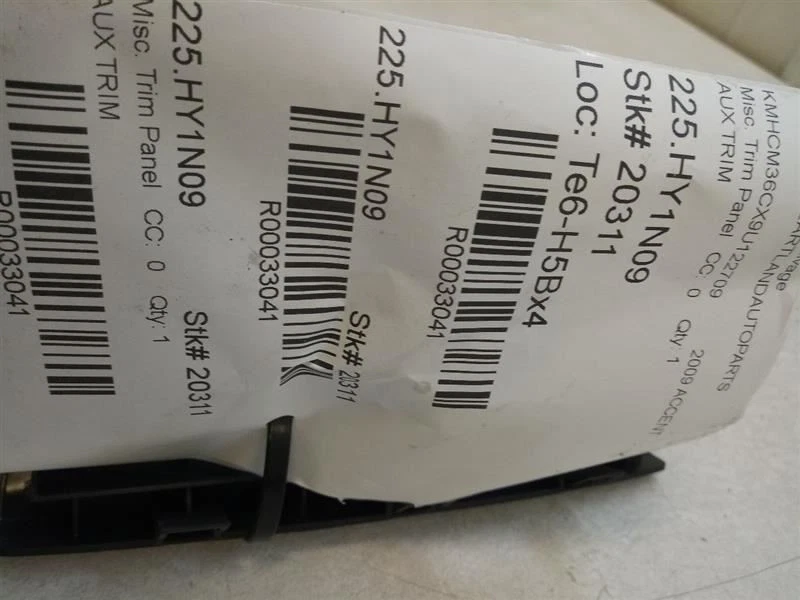 KMHCM36CX9U122709
Misc. Trim Panel CC: 0 Qty: 1
AUX TRIM
2009 ACCENT
225.HY1N09
Stk# 20311
Loc: Te6-H5Bx4
R00033041
225.HY1N09
Stk# 20311
R00033041
225.HY1N09
Stk# 20311
Misc. Trim Panel CC: 0 Qty: 1
AUX TRIM
R00033041